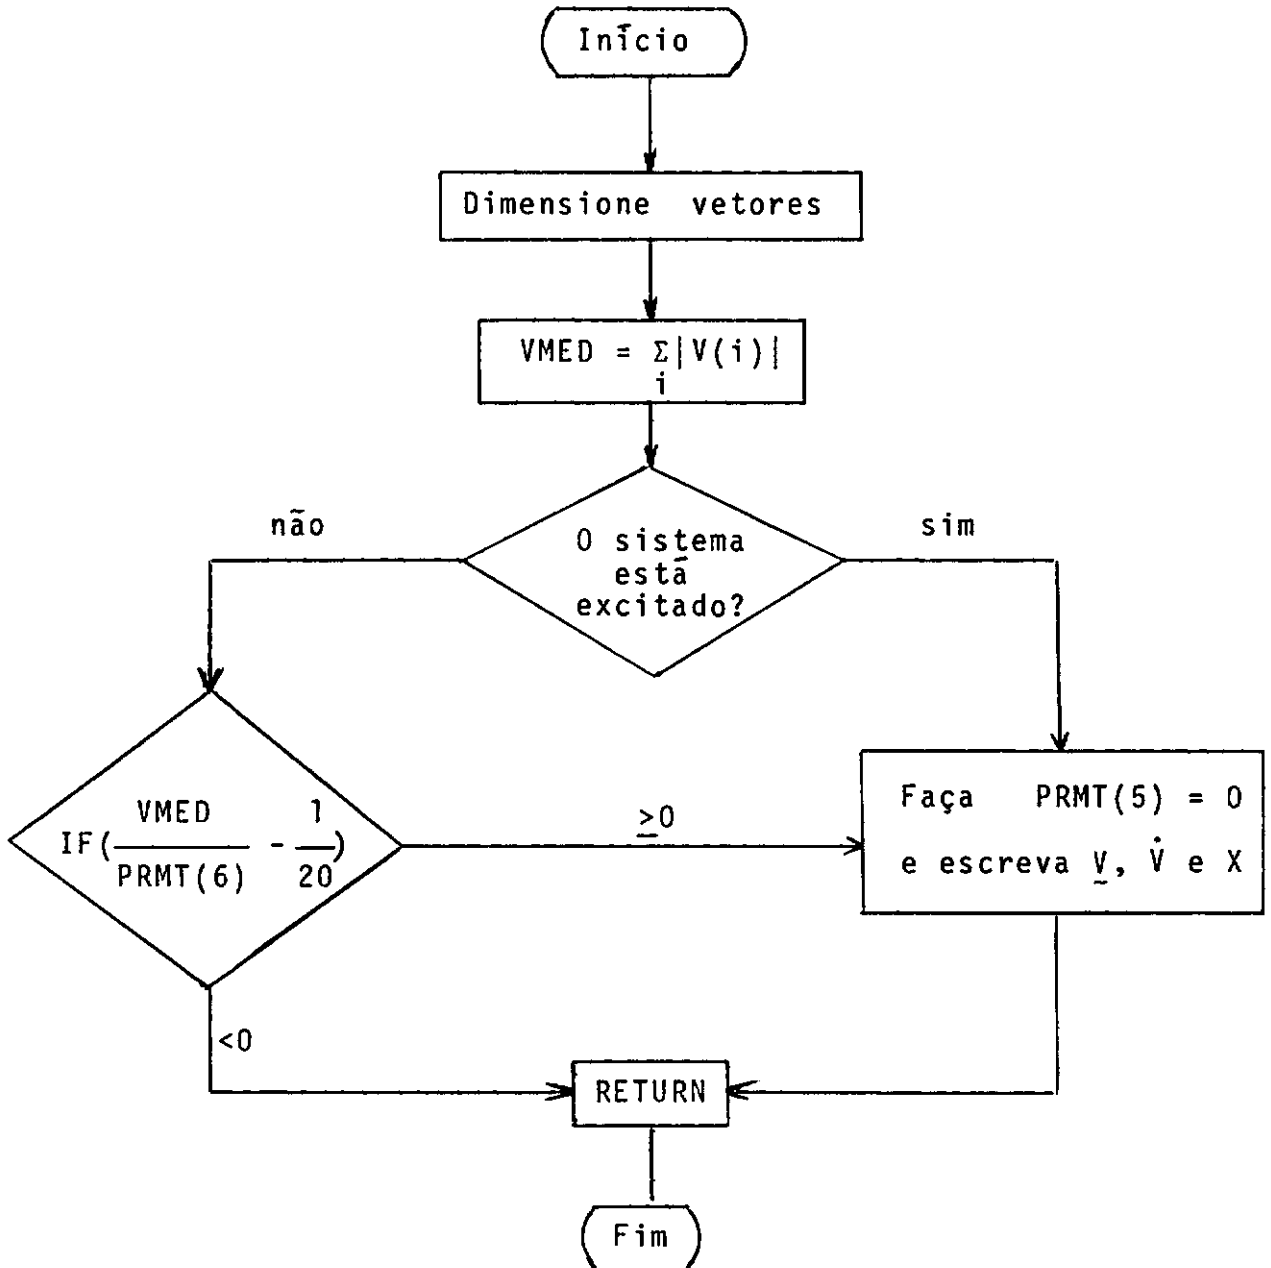 Início
Dimensione vetores
VMED = Σ|V(i)|
i
não
sim
O sistema
está
excitado?
VMED 1
IF( - )
PRMT(6) 20
≥0
Faça PRMT(5) = 0
e escreva V̰, V̇ e X
<0
RETURN
Fim